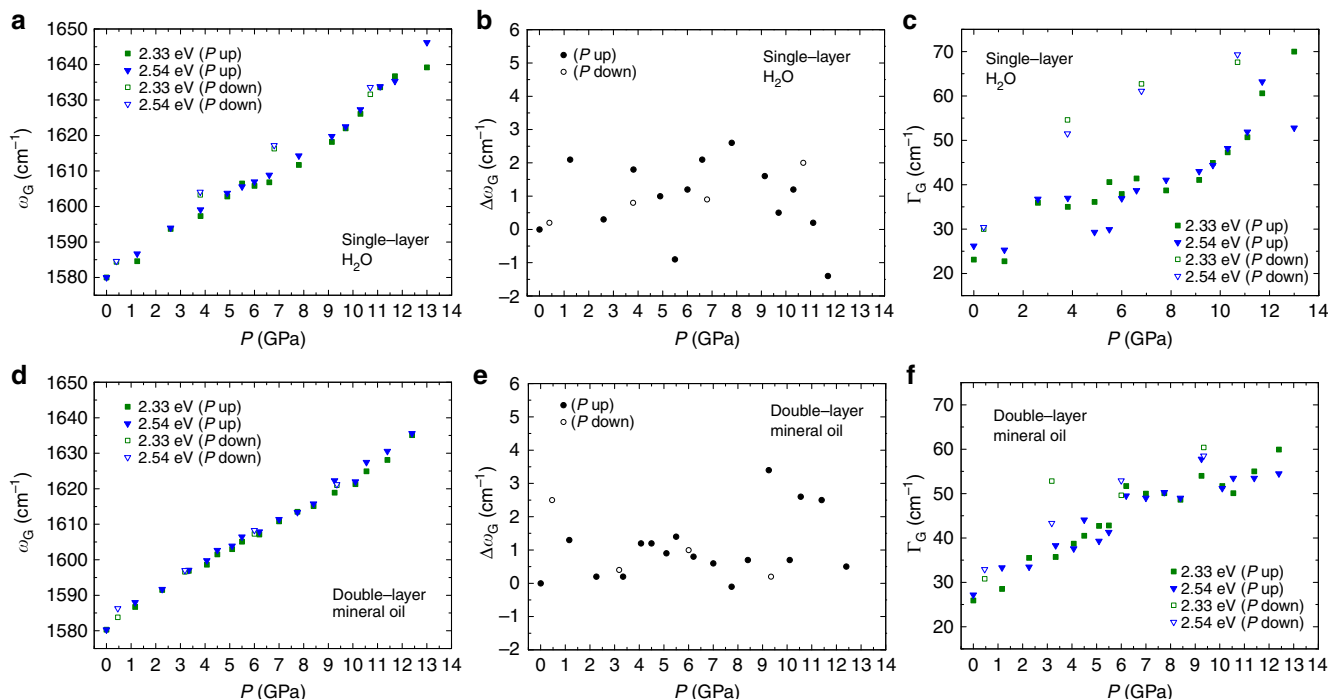 a
1650
1640
1630
1620
1610
1600
1590
1580
ω_G (cm⁻¹)
2.33 eV (P up)
2.54 eV (P up)
2.33 eV (P down)
2.54 eV (P down)
Single–layer
H₂O
0 1 2 3 4 5 6 7 8 9 10 11 12 13 14
P (GPa)
b
6
5
4
3
2
1
0
−1
−2
Δω_G (cm⁻¹)
(P up)
(P down)
Single–layer
H₂O
0 1 2 3 4 5 6 7 8 9 10 11 12 13 14
P (GPa)
c
70
60
50
40
30
20
Γ_G (cm⁻¹)
Single–layer
H₂O
2.33 eV (P up)
2.54 eV (P up)
2.33 eV (P down)
2.54 eV (P down)
0 2 4 6 8 10 12 14
P (GPa)
d
1650
1640
1630
1620
1610
1600
1590
1580
ω_G (cm⁻¹)
2.33 eV (P up)
2.54 eV (P up)
2.33 eV (P down)
2.54 eV (P down)
Double–layer
mineral oil
0 1 2 3 4 5 6 7 8 9 10 11 12 13 14
P (GPa)
e
6
5
4
3
2
1
0
−1
−2
Δω_G (cm⁻¹)
(P up)
(P down)
Double–layer
mineral oil
0 1 2 3 4 5 6 7 8 9 10 11 12 13 14
P (GPa)
f
70
60
50
40
30
20
Γ_G (cm⁻¹)
Double–layer
mineral oil
2.33 eV (P up)
2.54 eV (P up)
2.33 eV (P down)
2.54 eV (P down)
0 1 2 3 4 5 6 7 8 9 10 11 12 13 14
P (GPa)